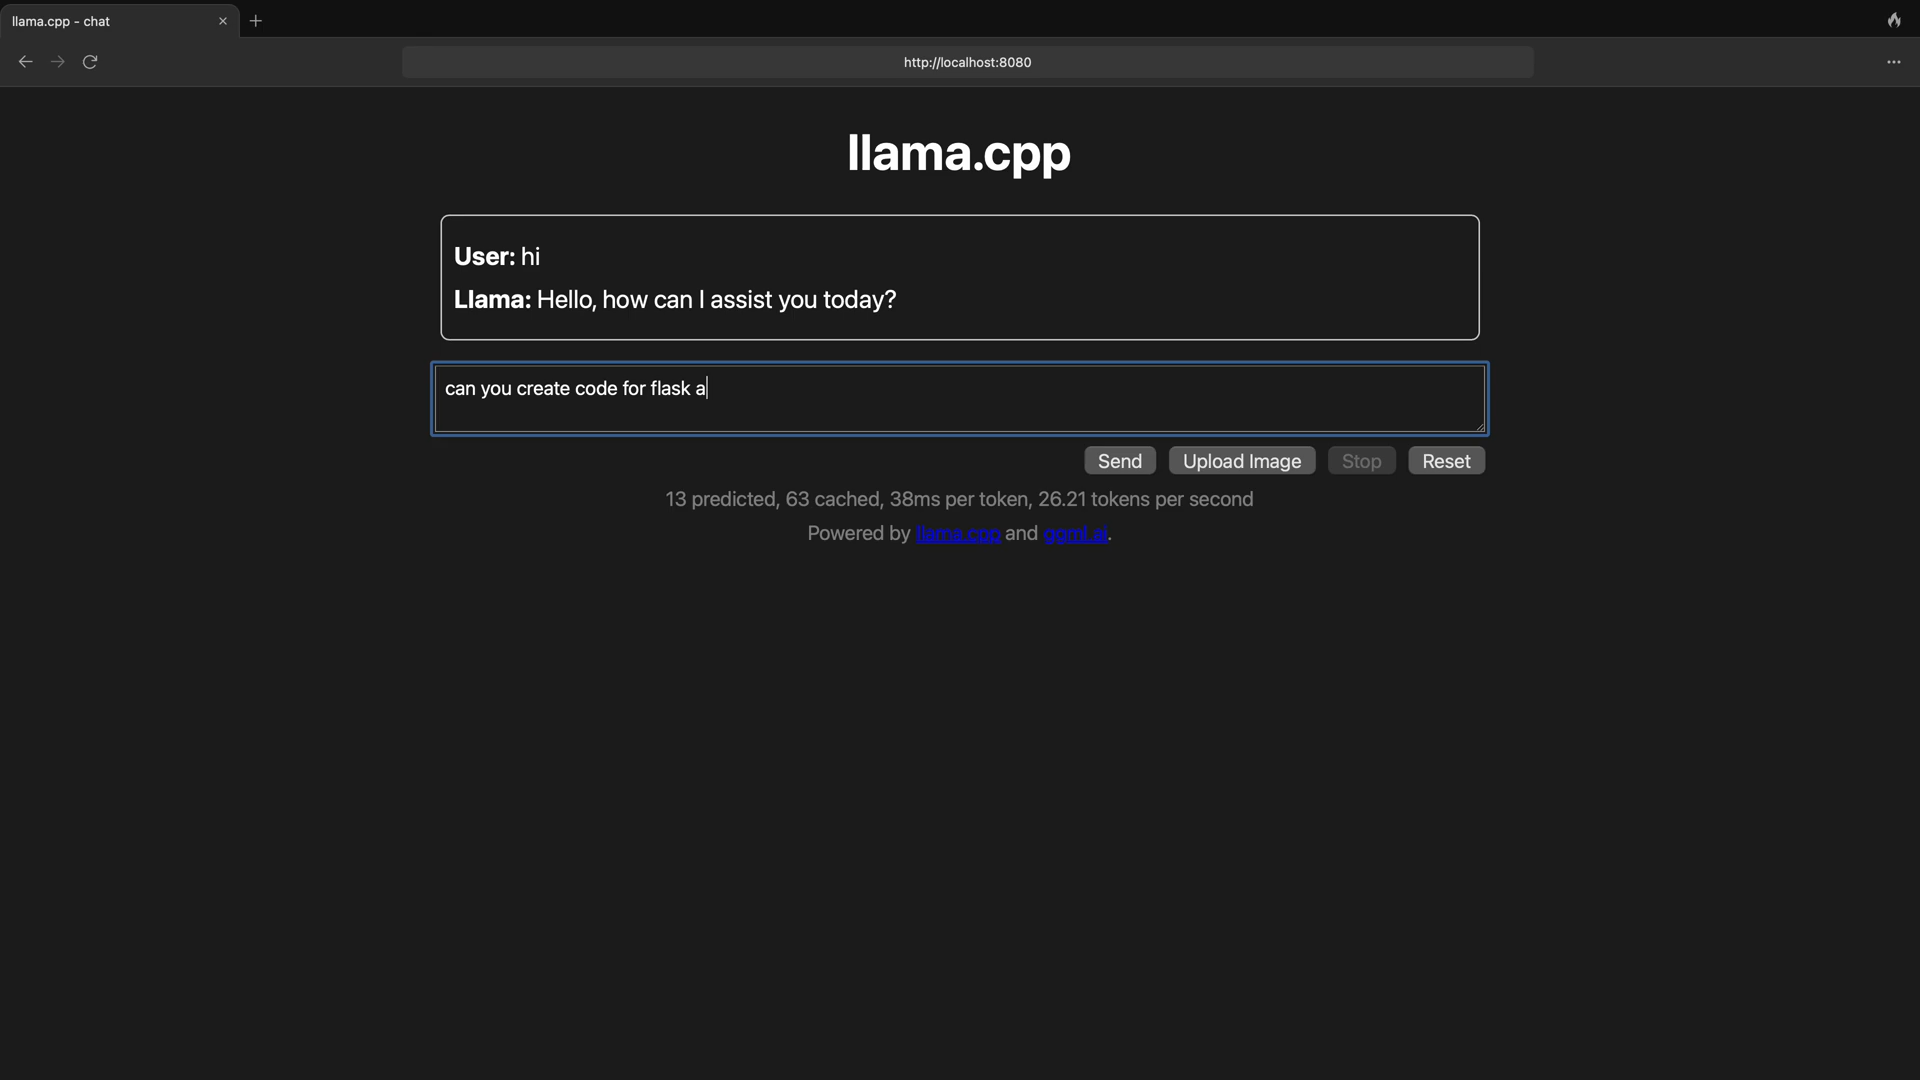 llama.cpp - chat
http://localhost:8080
llama.cpp
User: hi
Llama: Hello, how can I assist you today?
can you create code for flask a
Send Upload Image Stop Reset
13 predicted, 63 cached, 38ms per token, 26.21 tokens per second
Powered by llama.cpp and ggml.ai.